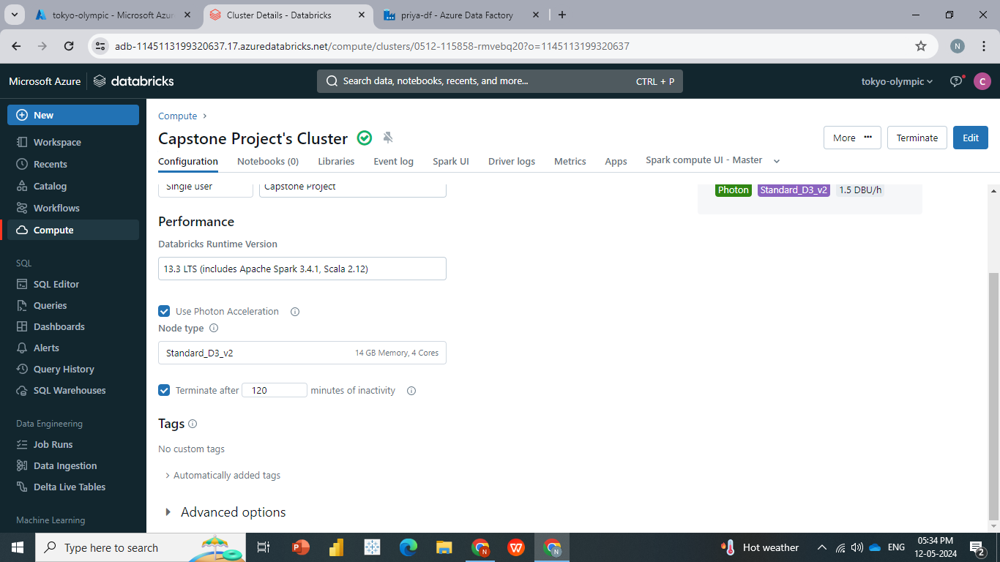 tokyo-olympic - Microsoft Azur
Cluster Details - Databricks
priya-df - Azure Data Factory
adb-1145113199320637.17.azuredatabricks.net/compute/clusters/0512-115858-rmvebq20?o=1145113199320637
N
Microsoft Azure
databricks
Search data, notebooks, recents, and more...
CTRL + P
tokyo-olympic
C
New
Workspace
Recents
Catalog
Workflows
Compute
SQL
SQL Editor
Queries
Dashboards
Alerts
Query History
SQL Warehouses
Data Engineering
Job Runs
Data Ingestion
Delta Live Tables
Machine Learning
Compute
Capstone Project's Cluster
More
Terminate
Edit
Configuration
Notebooks (0)
Libraries
Event log
Spark UI
Driver logs
Metrics
Apps
Spark compute UI - Master
Single user
Capstone Project
Photon
Standard_D3_v2
1.5 DBU/h
Performance
Databricks Runtime Version
13.3 LTS (includes Apache Spark 3.4.1, Scala 2.12)
Use Photon Acceleration
Node type
Standard_D3_v2
14 GB Memory, 4 Cores
Terminate after 120 minutes of inactivity
Tags
No custom tags
Automatically added tags
Advanced options
Type here to search
Hot weather
ENG
05:34 PM
12-05-2024
2